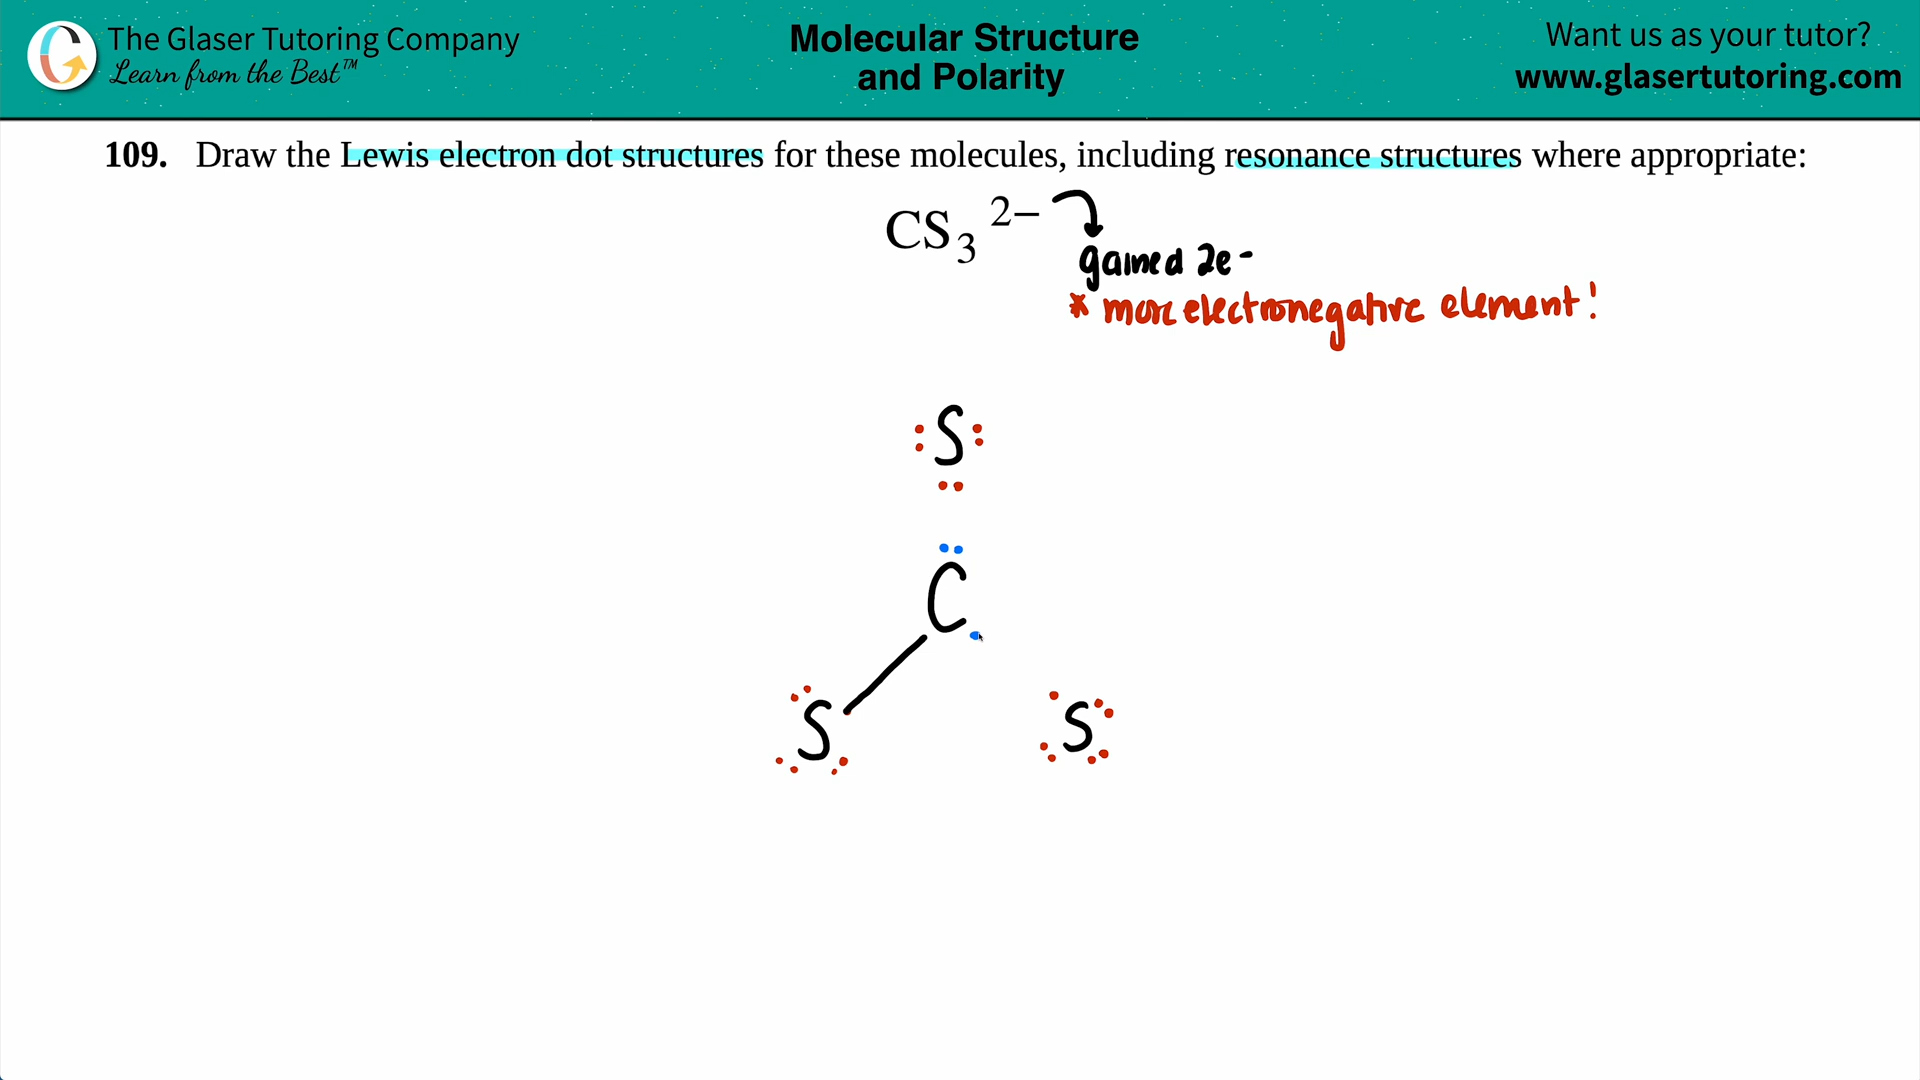 The Glaser Tutoring Company
Learn from the Best™
Molecular Structure
and Polarity
Want us as your tutor?
www.glasertutoring.com
109. Draw the Lewis electron dot structures for these molecules, including resonance structures where appropriate:
CS₃²⁻
gained 2e-
* more electronegative element!
S
C
S
S